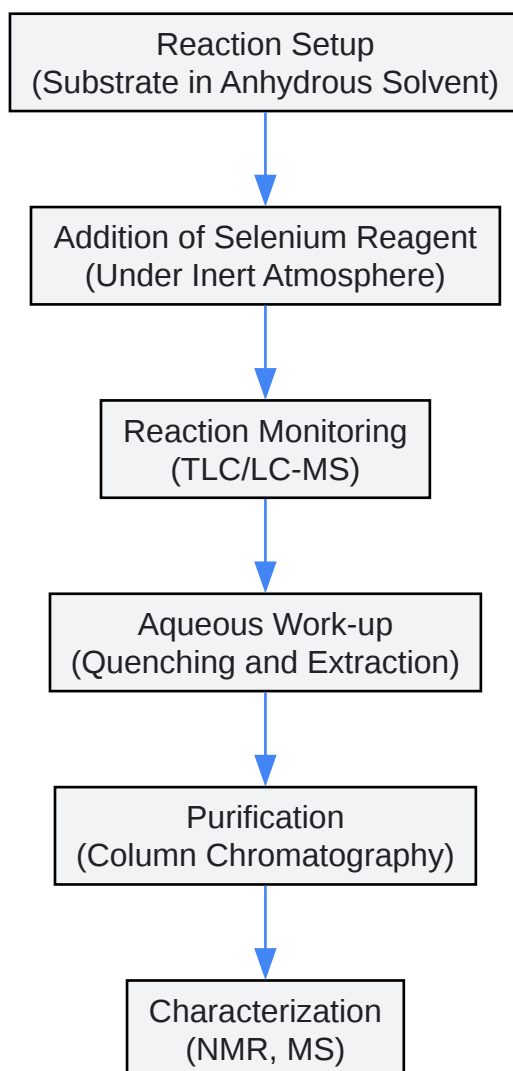 Reaction Setup
(Substrate in Anhydrous Solvent)
Addition of Selenium Reagent
(Under Inert Atmosphere)
Reaction Monitoring
(TLC/LC-MS)
Aqueous Work-up
(Quenching and Extraction)
Purification
(Column Chromatography)
Characterization
(NMR, MS)